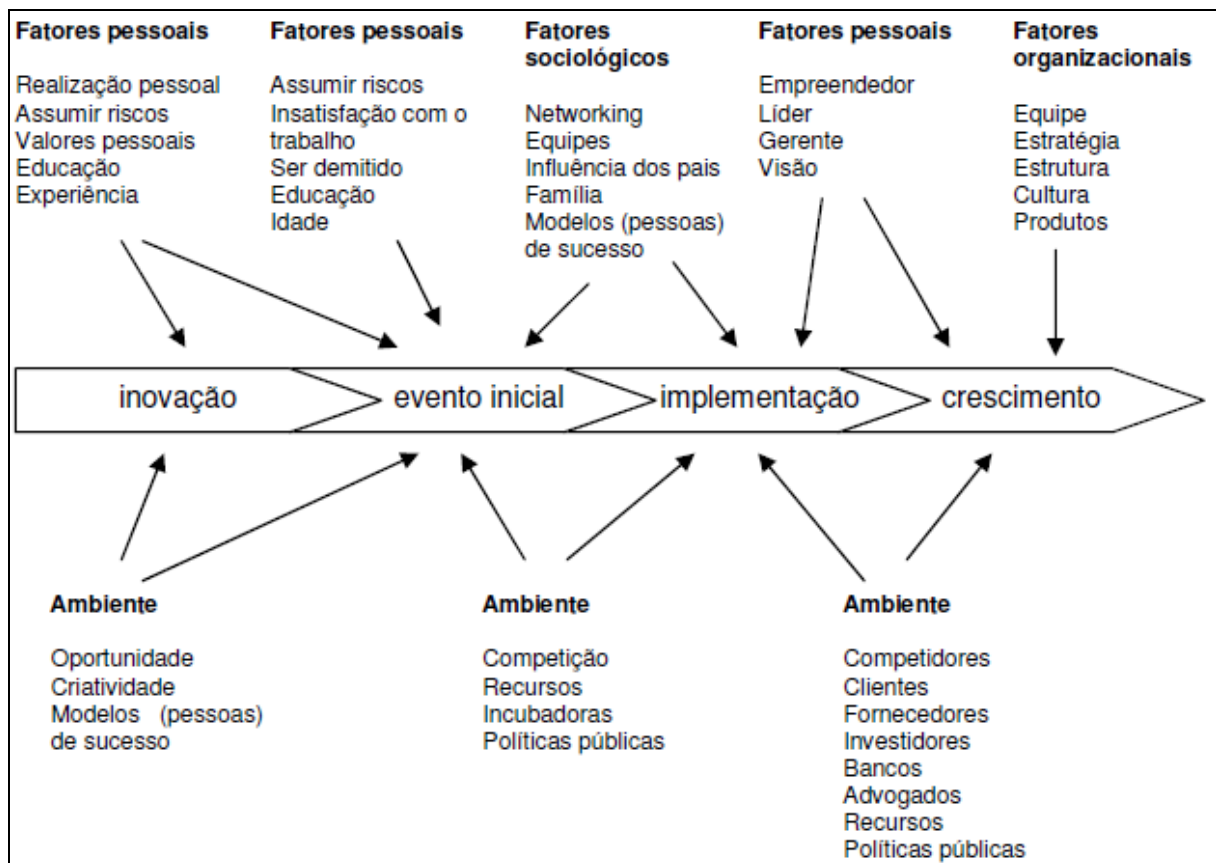 Fatores pessoais
Realização pessoal
Assumir riscos
Valores pessoais
Educação
Experiência
Fatores pessoais
Assumir riscos
Insatisfação com o
trabalho
Ser demitido
Educação
Idade
Fatores
sociológicos
Networking
Equipes
Influência dos pais
Família
Modelos (pessoas)
de sucesso
Fatores pessoais
Empreendedor
Líder
Gerente
Visão
Fatores
organizacionais
Equipe
Estratégia
Estrutura
Cultura
Produtos
inovação
evento inicial
implementação
crescimento
Ambiente
Oportunidade
Criatividade
Modelos (pessoas)
de sucesso
Ambiente
Competição
Recursos
Incubadoras
Políticas públicas
Ambiente
Competidores
Clientes
Fornecedores
Investidores
Bancos
Advogados
Recursos
Políticas públicas